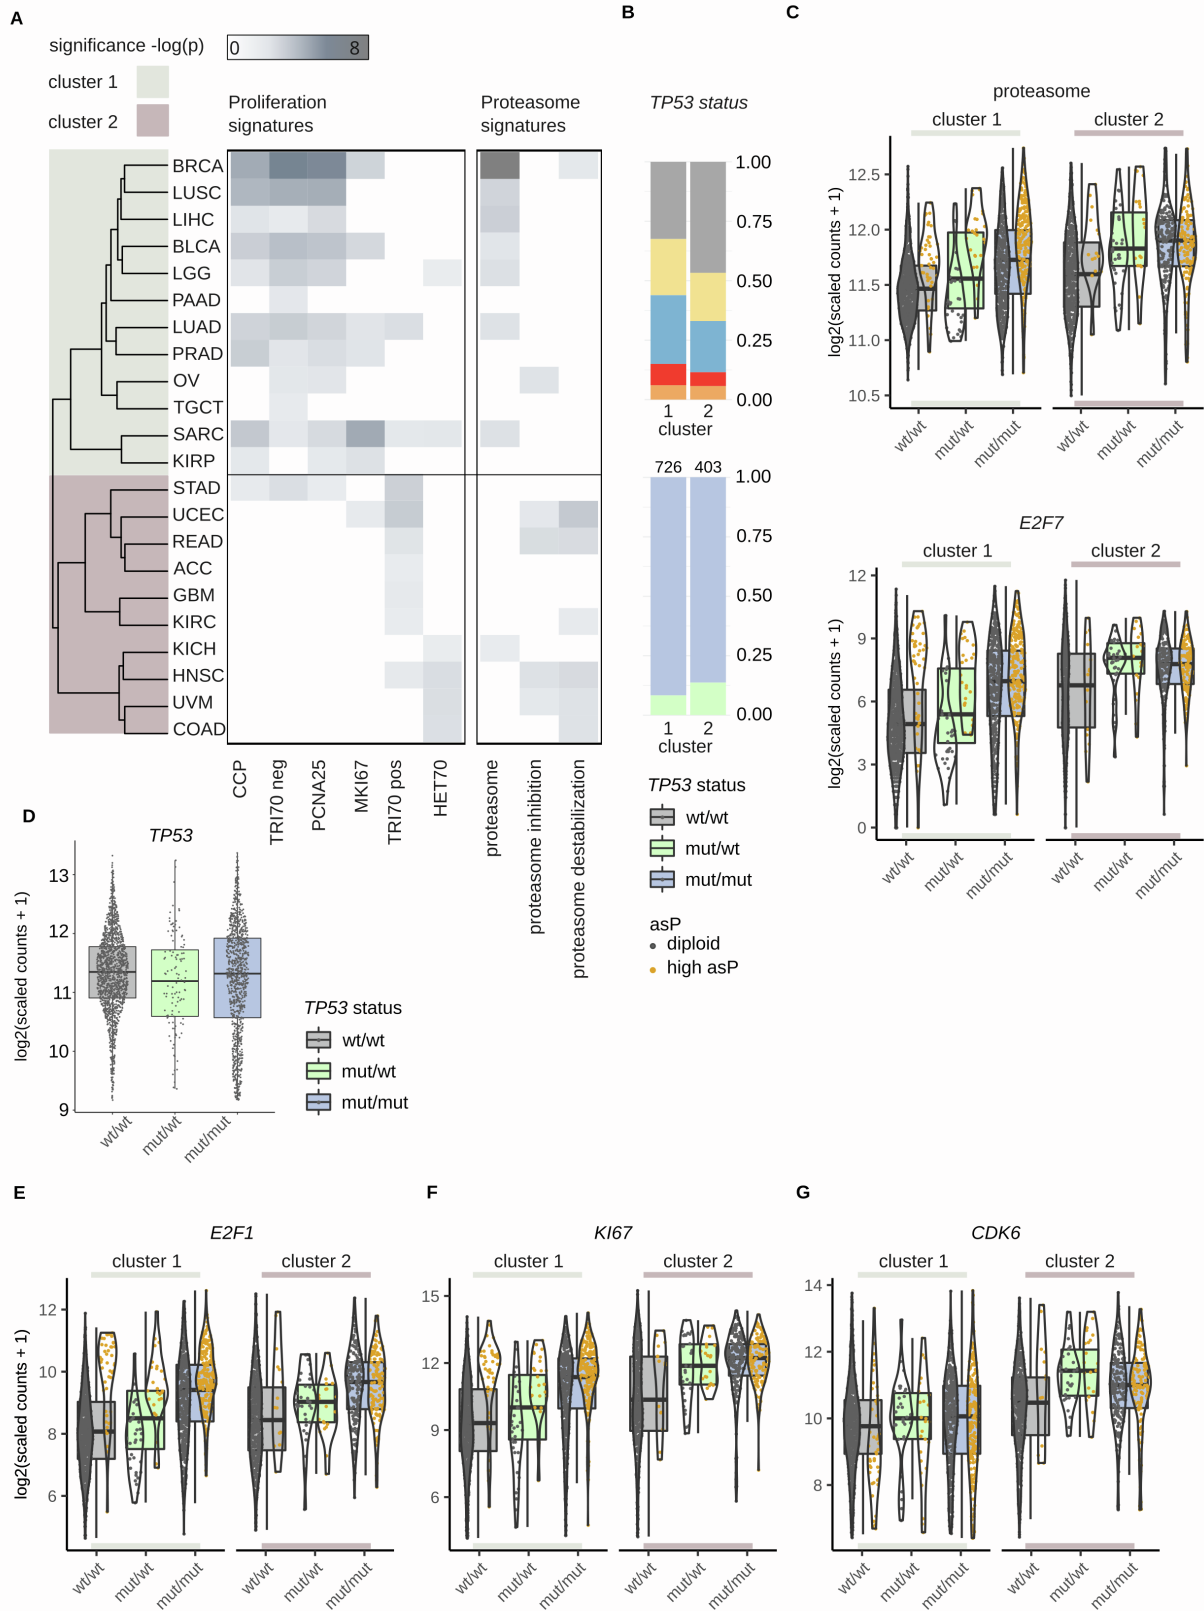 A
significance -log(p)
0
8
cluster 1
cluster 2
Proliferation
signatures
Proteasome
signatures
BRCA
LUSC
LIHC
BLCA
LGG
PAAD
LUAD
PRAD
OV
TGCT
SARC
KIRP
STAD
UCEC
READ
ACC
GBM
KIRC
KICH
HNSC
UVM
COAD
CCP
TRI70 neg
PCNA25
MKI67
TRI70 pos
HET70
proteasome
proteasome inhibition
proteasome destabilization
B
TP53 status
1.00
0.75
0.50
0.25
0.00
1 2
cluster
726 403
1.00
0.75
0.50
0.25
0.00
1 2
cluster
TP53 status
wt/wt
mut/wt
mut/mut
asP
diploid
high asP
C
proteasome
cluster 1
cluster 2
log2(scaled counts + 1)
12.5
12.0
11.5
11.0
10.5
wt/wt
mut/wt
mut/mut
wt/wt
mut/wt
mut/mut
E2F7
cluster 1
cluster 2
log2(scaled counts + 1)
12
9
6
3
0
wt/wt
mut/wt
mut/mut
wt/wt
mut/wt
mut/mut
D
TP53
log2(scaled counts + 1)
13
12
11
10
9
wt/wt
mut/wt
mut/mut
TP53 status
wt/wt
mut/wt
mut/mut
E
E2F1
cluster 1
cluster 2
log2(scaled counts + 1)
12
10
8
6
wt/wt
mut/wt
mut/mut
wt/wt
mut/wt
mut/mut
F
KI67
cluster 1
cluster 2
15
12
9
6
wt/wt
mut/wt
mut/mut
wt/wt
mut/wt
mut/mut
G
CDK6
cluster 1
cluster 2
14
12
10
8
wt/wt
mut/wt
mut/mut
wt/wt
mut/wt
mut/mut